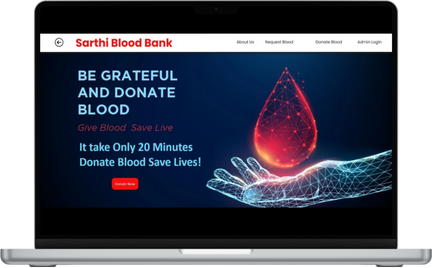 Sarthi Blood Bank
About Us Request Blood Donate Blood Admin Login
BE GRATEFUL
AND DONATE
BLOOD
Give Blood Save Live
It take Only 20 Minutes
Donate Blood Save Lives!
Donate Now